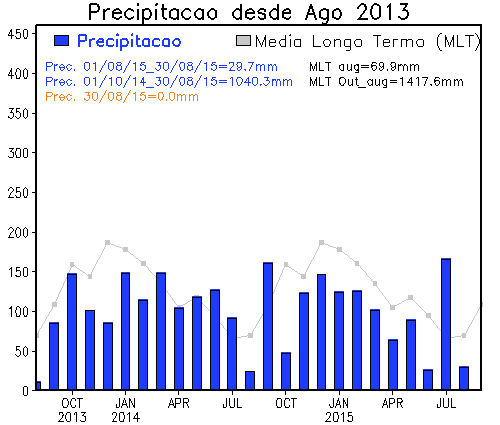 Precipitacao desde Ago 2013
Precipitacao Media Longo Termo (MLT)
Prec. 01/08/15_30/08/15=29.7mm MLT aug=69.9mm
Prec. 01/10/14_30/08/15=1040.3mm MLT Out_aug=1417.6mm
Prec. 30/08/15=0.0mm
450
400
350
300
250
200
150
100
50
0
OCT JAN APR JUL OCT JAN APR JUL
2013 2014 2015